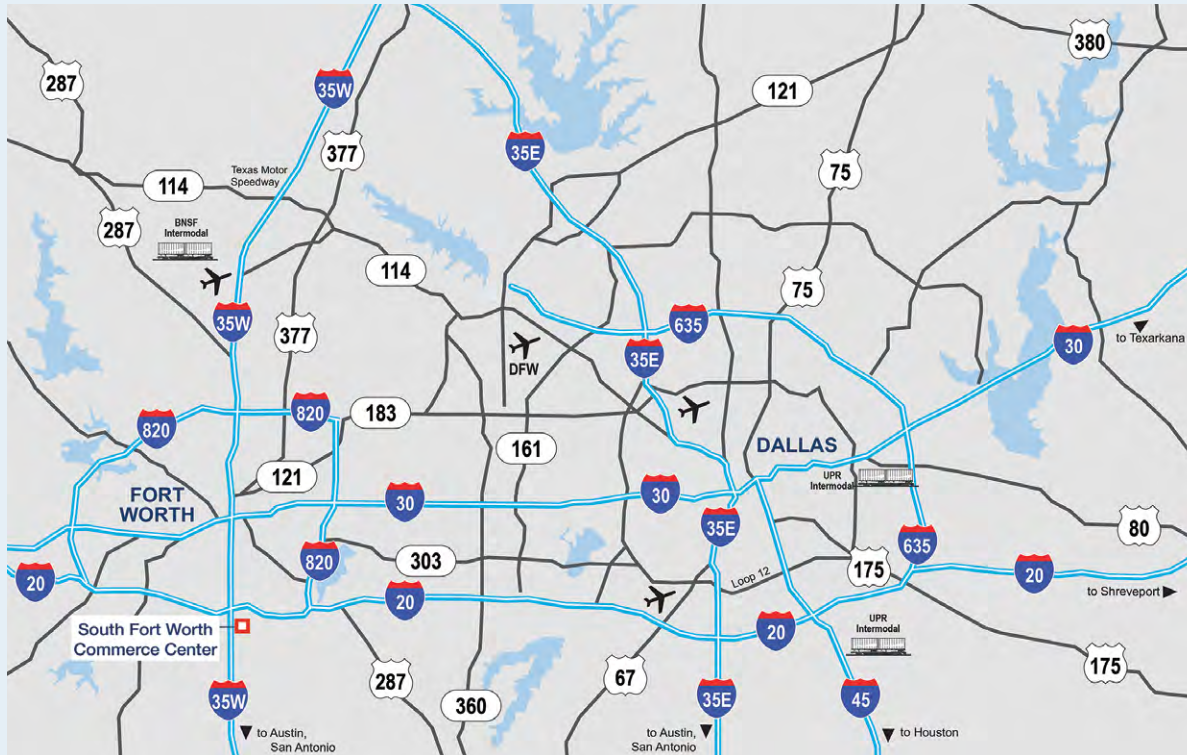 35W
380
287
121
35E
377
75
Texas Motor
Speedway
114
287
BNSF
Intermodal
114
75
35W
635
377
35E
30
to Texarkana
DFW
820
820
183
DALLAS
161
121
UPR
Intermodal
FORT
WORTH
30
30
35E
80
635
820
303
175
20
20
20
Loop 12
to Shreveport
South Fort Worth
Commerce Center
20
UPR
Intermodal
175
287
67
35W
35E
45
360
to Austin,
San Antonio
to Austin,
San Antonio
to Houston